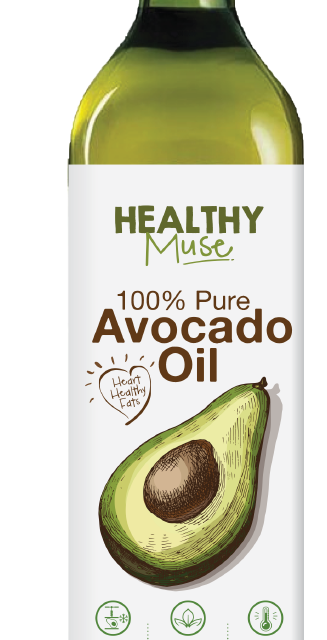 HEALTHY
Muse
100% Pure
Avocado
Oil
Heart
Healthy
Fats